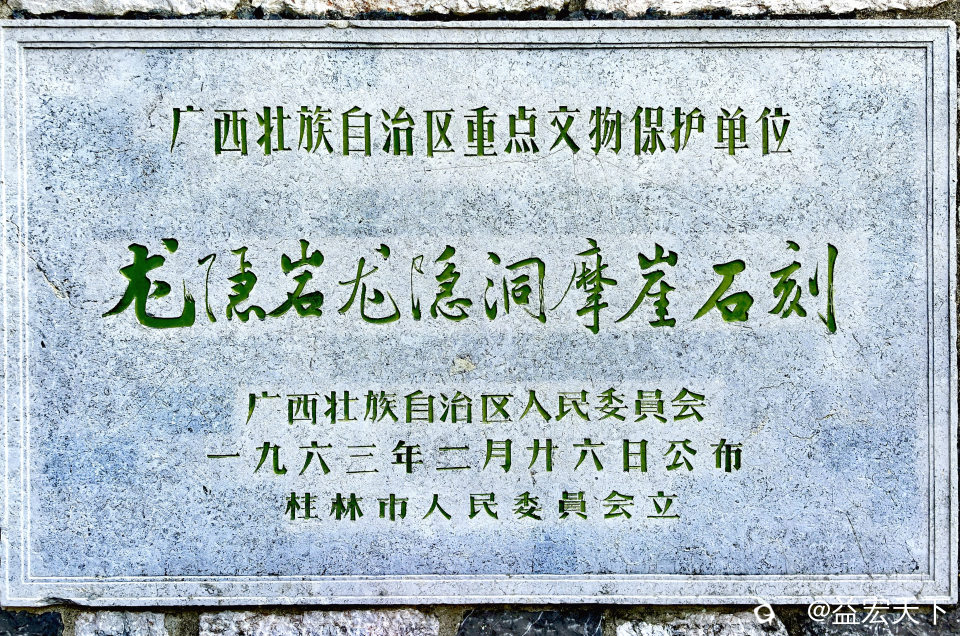 广西壮族自治区重点文物保护单位
龙隐岩龙隐洞摩崖石刻
广西壮族自治区人民委員会
一九六三年二月廿六日公布
桂林市人民委員会立
@益宏天下